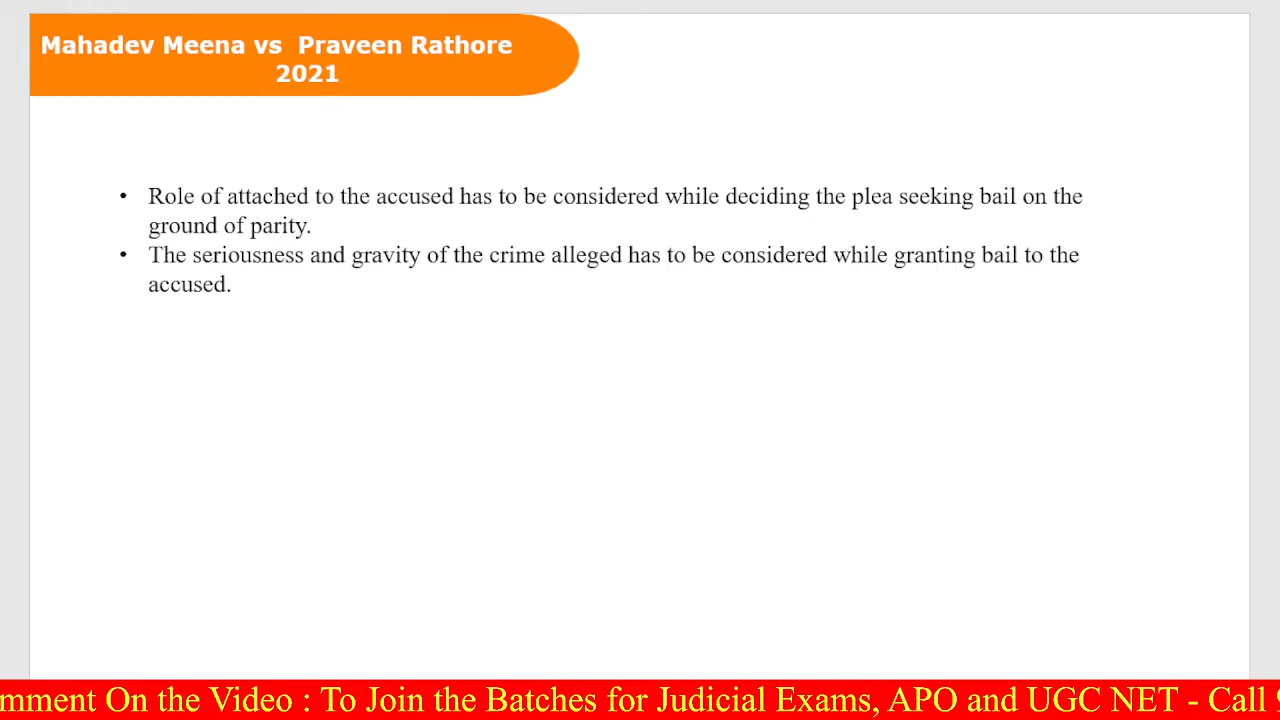 Mahadev Meena vs Praveen Rathore
2021
• Role of attached to the accused has to be considered while deciding the plea seeking bail on the
ground of parity.
• The seriousness and gravity of the crime alleged has to be considered while granting bail to the
accused.
mment On the Video : To Join the Batches for Judicial Exams, APO and UGC NET - Call